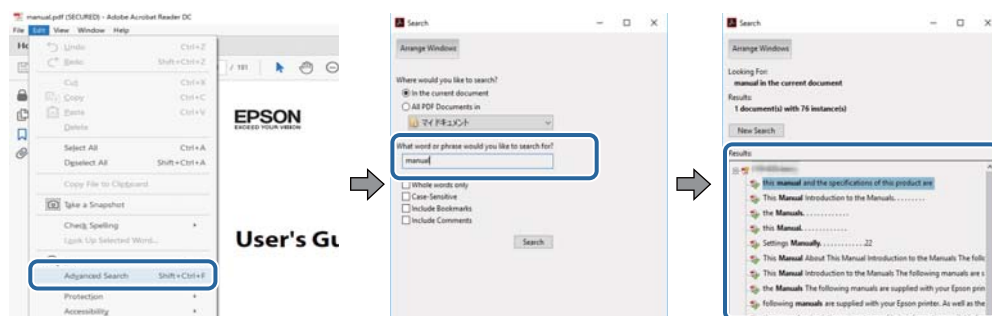 manual.pdf (SECURED) - Adobe Acrobat Reader DC
File Edit View Window Help
Undo Ctrl+Z
Redo Shift+Ctrl+Z
Cut Ctrl+X
Copy Ctrl+C
Paste Ctrl+V
Delete
Select All Ctrl+A
Deselect All Shift+Ctrl+A
Copy File to Clipboard
Take a Snapshot
Check Spelling
Look Up Selected Word...
Advanced Search Shift+Ctrl+F
Protection
Accessibility
/ 191
EPSON
EXCEED YOUR VISION
User's Gu
Search
Arrange Windows
Where would you like to search?
In the current document
All PDF Documents in
マイ ドキュメント
What word or phrase would you like to search for?
manual
Whole words only
Case-Sensitive
Include Bookmarks
Include Comments
Search
Search
Arrange Windows
Looking For:
manual in the current document
Results:
1 document(s) with 76 instance(s)
New Search
Results:
this manual and the specifications of this product are
This Manual Introduction to the Manuals. . . . . . . . .
the Manuals. . . . . . . . . . . .
this Manual. . . . . . . . . . . .
Settings Manually. . . . . . . . . . . .22
This Manual About This Manual Introduction to the Manuals The follo
This Manual Introduction to the Manuals The following manuals are s
the Manuals The following manuals are supplied with your Epson prin
following manuals are supplied with your Epson printer. As well as the